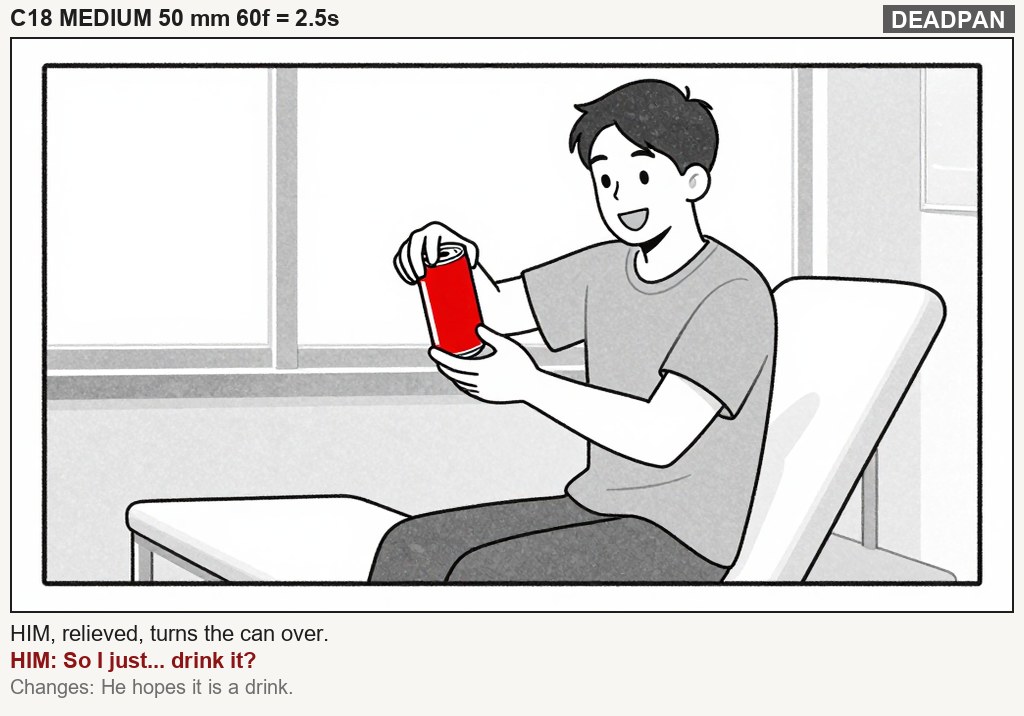 C18 MEDIUM 50 mm 60f = 2.5s
DEADPAN
HIM, relieved, turns the can over.
HIM: So I just... drink it?
Changes: He hopes it is a drink.